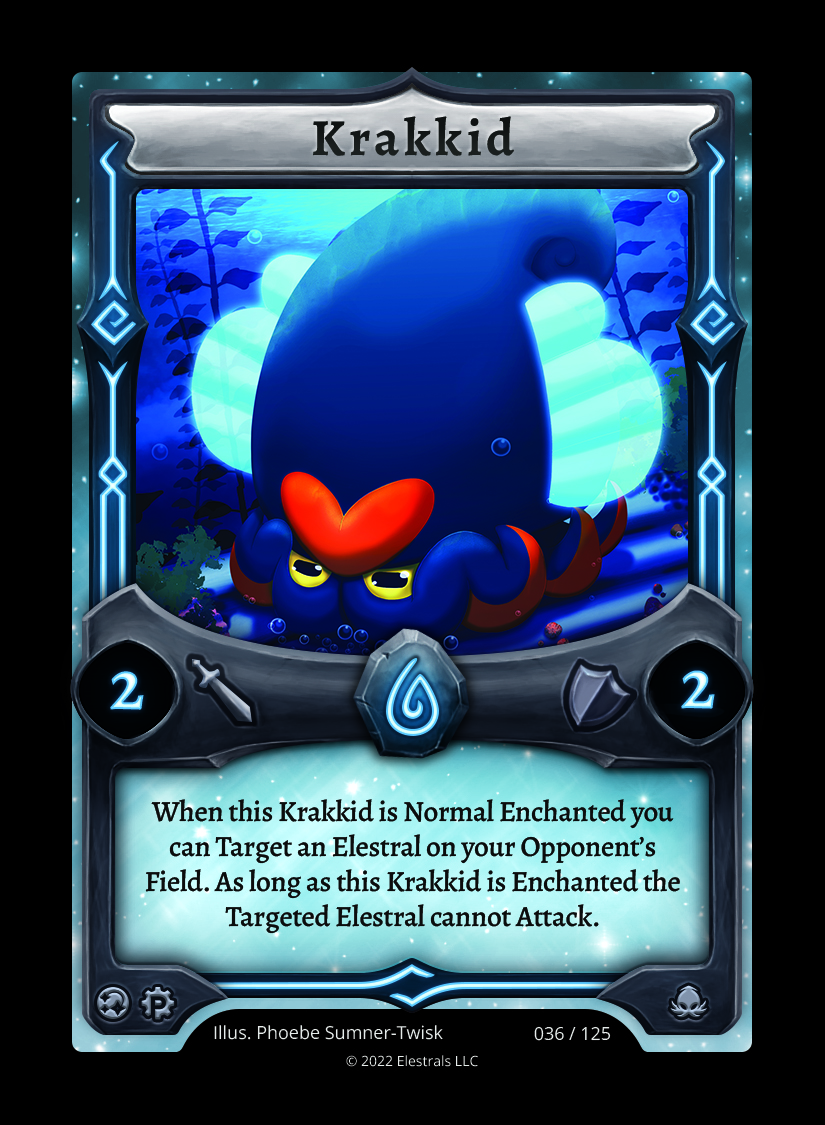 Krakkid
2
2
When this Krakkid is Normal Enchanted you
can Target an Elestral on your Opponent's
Field. As long as this Krakkid is Enchanted the
Targeted Elestral cannot Attack.
P
Illus. Phoebe Sumner-Twisk
036 / 125
© 2022 Elestrals LLC